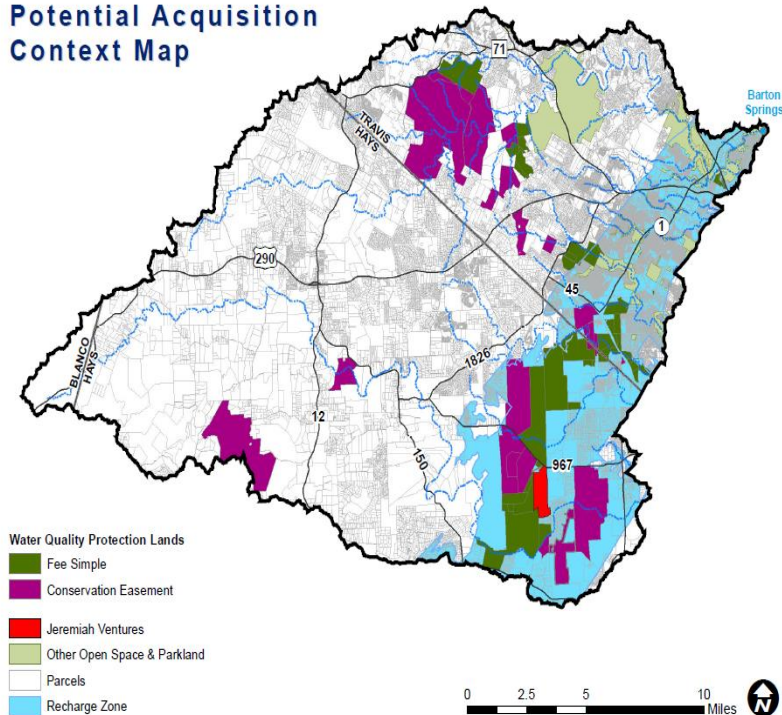 Potential Acquisition
Context Map
71
Barton
Springs
TRAVIS
HAYS
1
290
45
BLANCO
HAYS
1826
12
150
967
Water Quality Protection Lands
Fee Simple
Conservation Easement
Jeremiah Ventures
Other Open Space & Parkland
Parcels
Recharge Zone
0 2.5 5 10
Miles
N